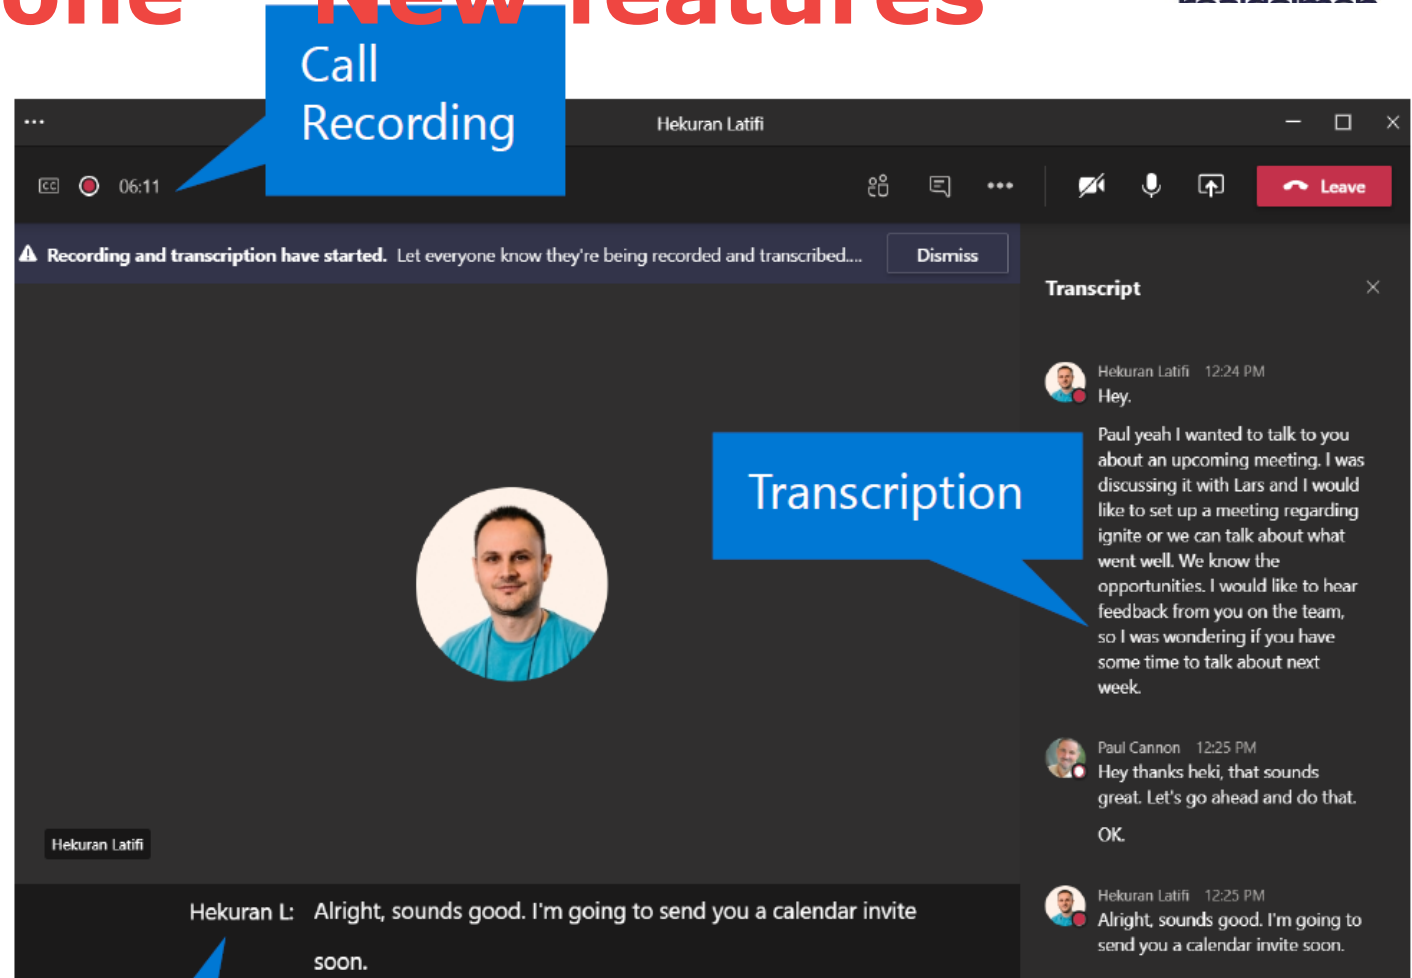 one New features
Call
Recording
Hekuran Latifi
CC
06:11
Leave
Recording and transcription have started. Let everyone know they're being recorded and transcribed....
Dismiss
Transcript
Hekuran Latifi 12:24 PM
Hey.
Paul yeah I wanted to talk to you
about an upcoming meeting. I was
discussing it with Lars and I would
like to set up a meeting regarding
ignite or we can talk about what
went well. We know the
opportunities. I would like to hear
feedback from you on the team,
so I was wondering if you have
some time to talk about next
week.
Transcription
Paul Cannon 12:25 PM
Hey thanks heki, that sounds
great. Let's go ahead and do that.
OK.
Hekuran Latifi
Hekuran Latifi 12:25 PM
Alright, sounds good. I'm going to
send you a calendar invite soon.
Hekuran L: Alright, sounds good. I'm going to send you a calendar invite
soon.